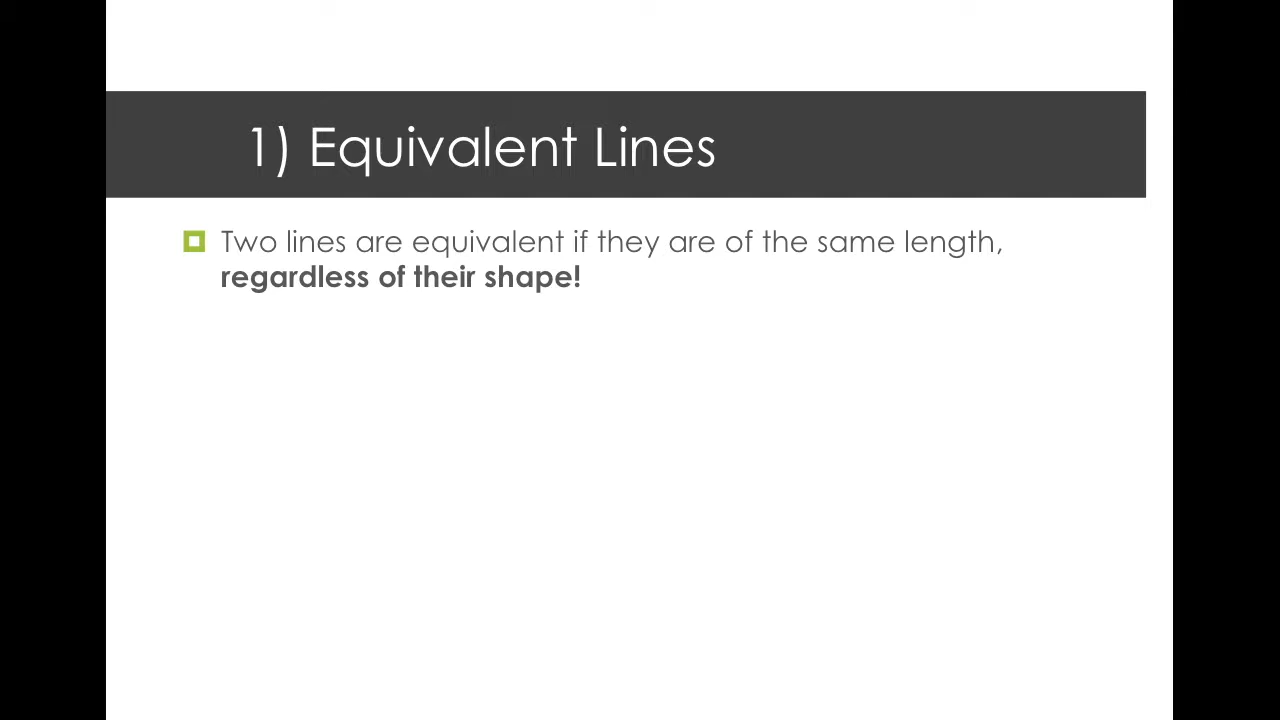 1) Equivalent Lines
Two lines are equivalent if they are of the same length,
regardless of their shape!